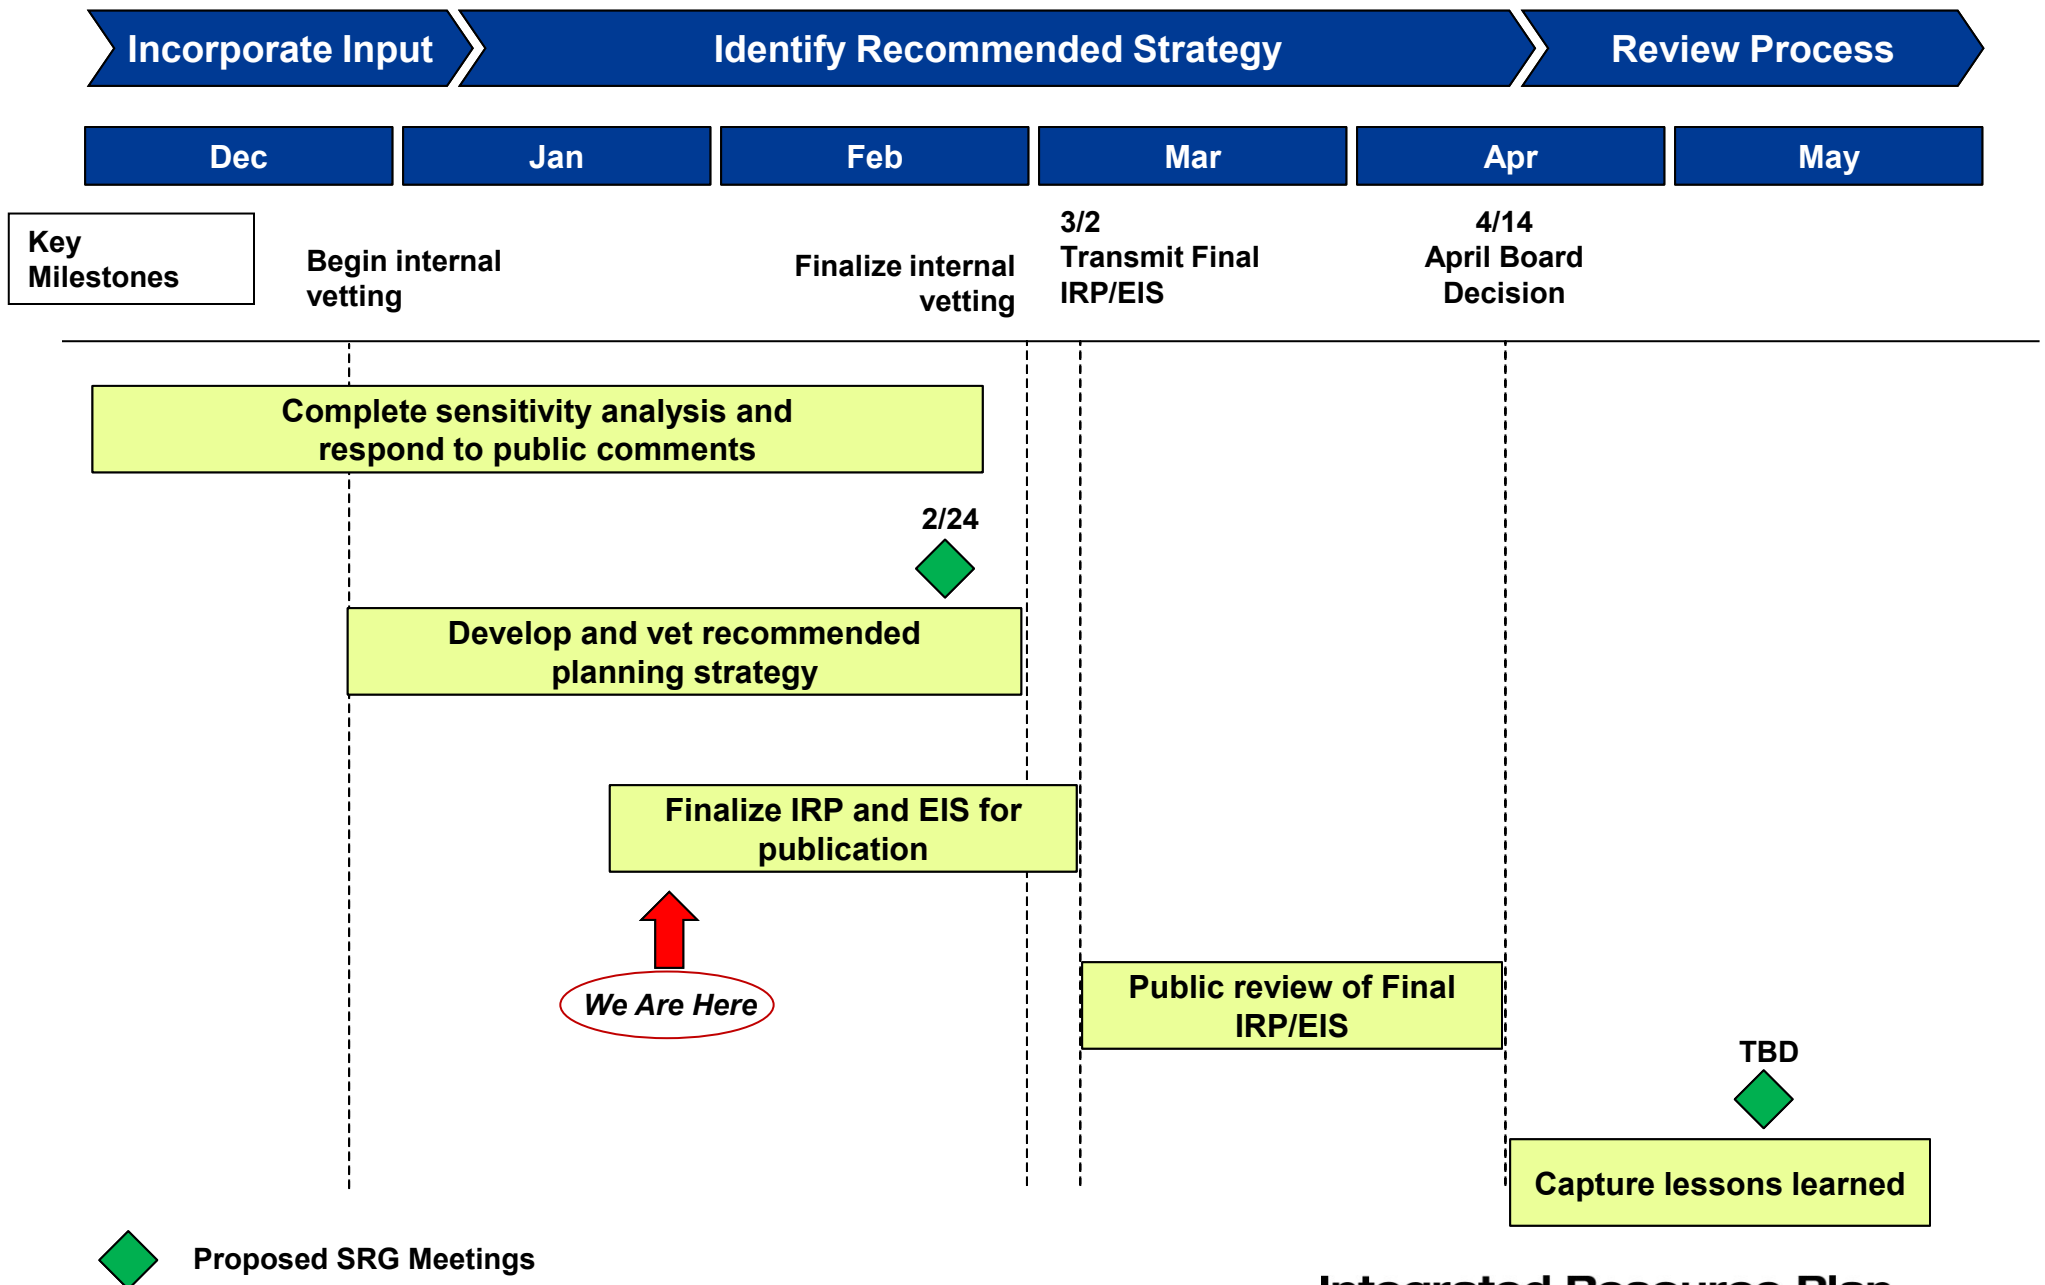 Incorporate Input
Identify Recommended Strategy
Review Process
Dec
Jan
Feb
Mar
Apr
May
Key
Milestones
Begin internal
vetting
Finalize internal
vetting
3/2
Transmit Final
IRP/EIS
4/14
April Board
Decision
Complete sensitivity analysis and
respond to public comments
2/24
Develop and vet recommended
planning strategy
Finalize IRP and EIS for
publication
We Are Here
Public review of Final
IRP/EIS
TBD
Capture lessons learned
Proposed SRG Meetings
Integrated Resource Plan